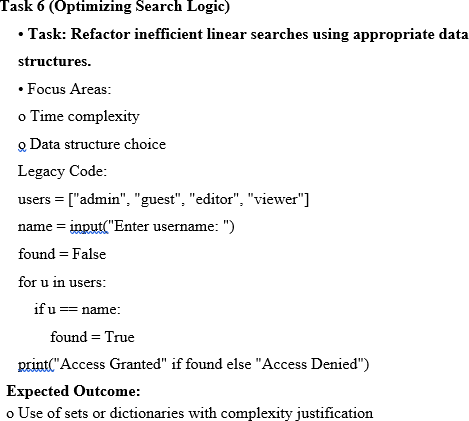 Task 6 (Optimizing Search Logic)
• Task: Refactor inefficient linear searches using appropriate data
structures.
• Focus Areas:
o Time complexity
o Data structure choice
Legacy Code:
users = ["admin", "guest", "editor", "viewer"]
name = input("Enter username: ")
found = False
for u in users:
if u == name:
found = True
print("Access Granted" if found else "Access Denied")
Expected Outcome:
o Use of sets or dictionaries with complexity justification